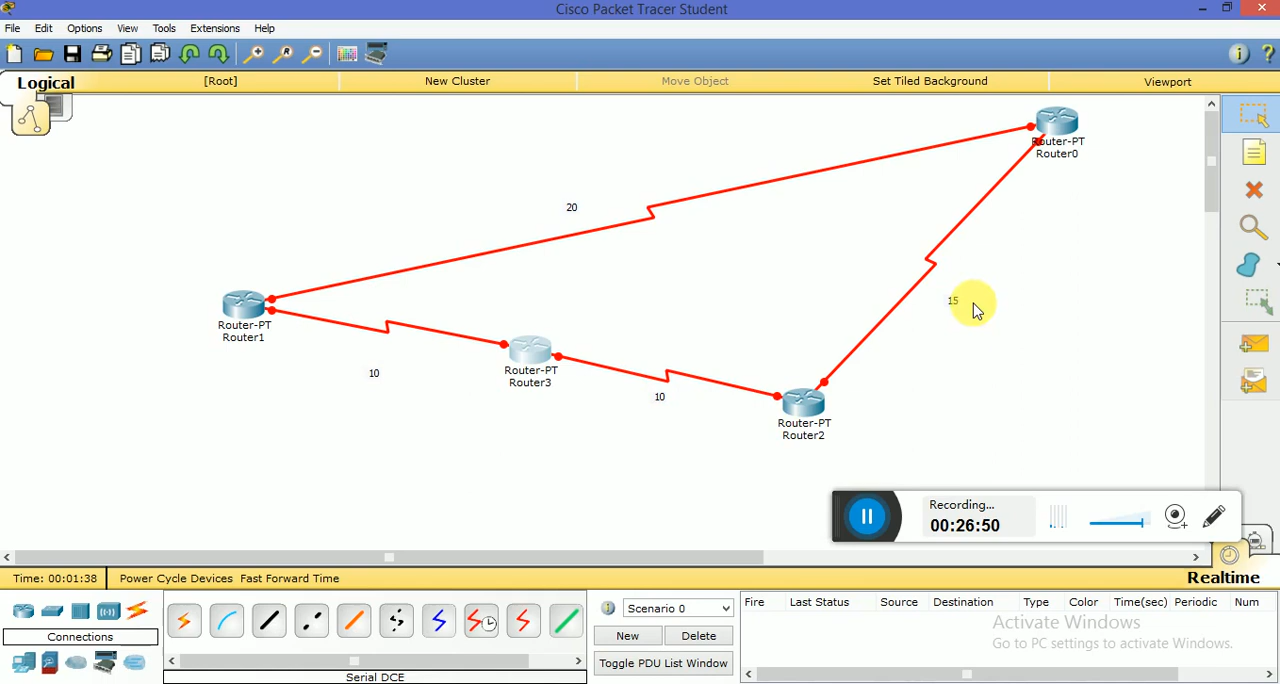 Cisco Packet Tracer Student
File Edit Options View Tools Extensions Help
Logical
[Root]
New Cluster
Move Object
Set Tiled Background
Viewport
Router-PT
Router0
20
15
Router-PT
Router1
Router-PT
Router3
10
10
Router-PT
Router2
Recording...
00:26:50
Time: 00:01:38 Power Cycle Devices Fast Forward Time
Realtime
Connections
Serial DCE
Scenario 0
New
Delete
Toggle PDU List Window
Fire Last Status Source Destination Type Color Time(sec) Periodic Num
Activate Windows
Go to PC settings to activate Windows.